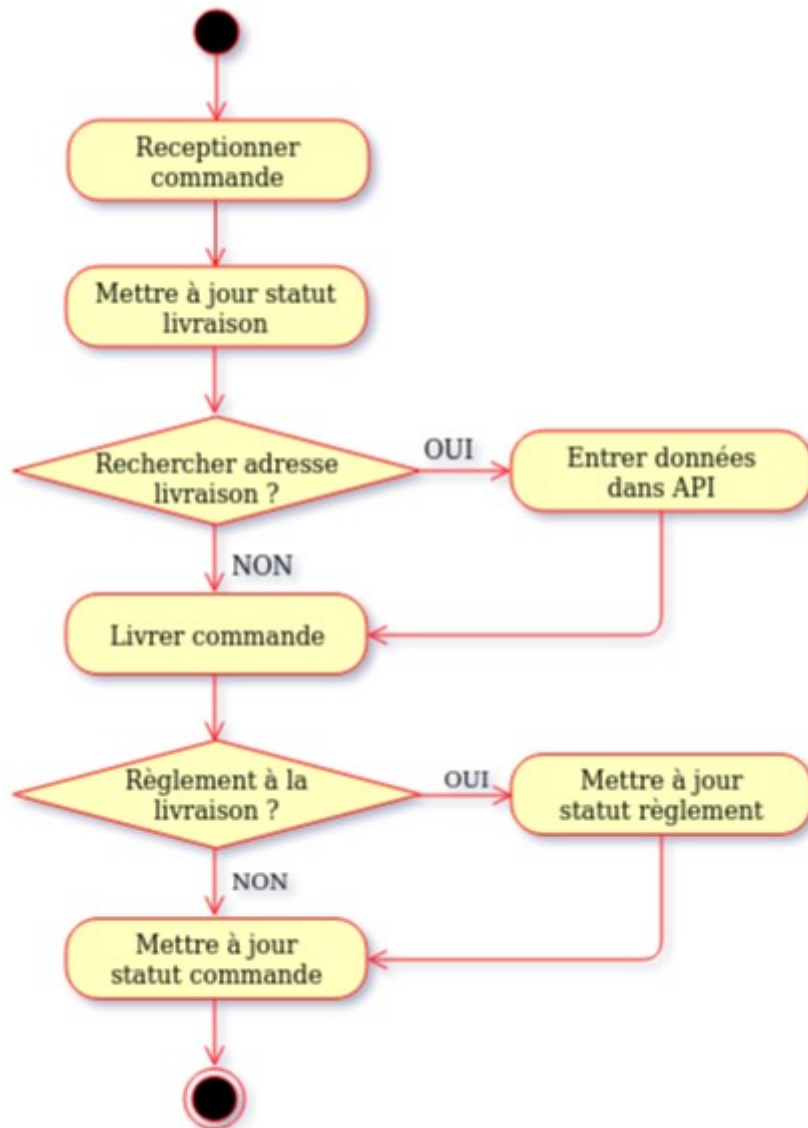 Receptionner
commande
Mettre à jour statut
livraison
Rechercher adresse
livraison ?
OUI
Entrer données
dans API
NON
Livrer commande
Règlement à la
livraison ?
OUI
Mettre à jour
statut règlement
NON
Mettre à jour
statut commande